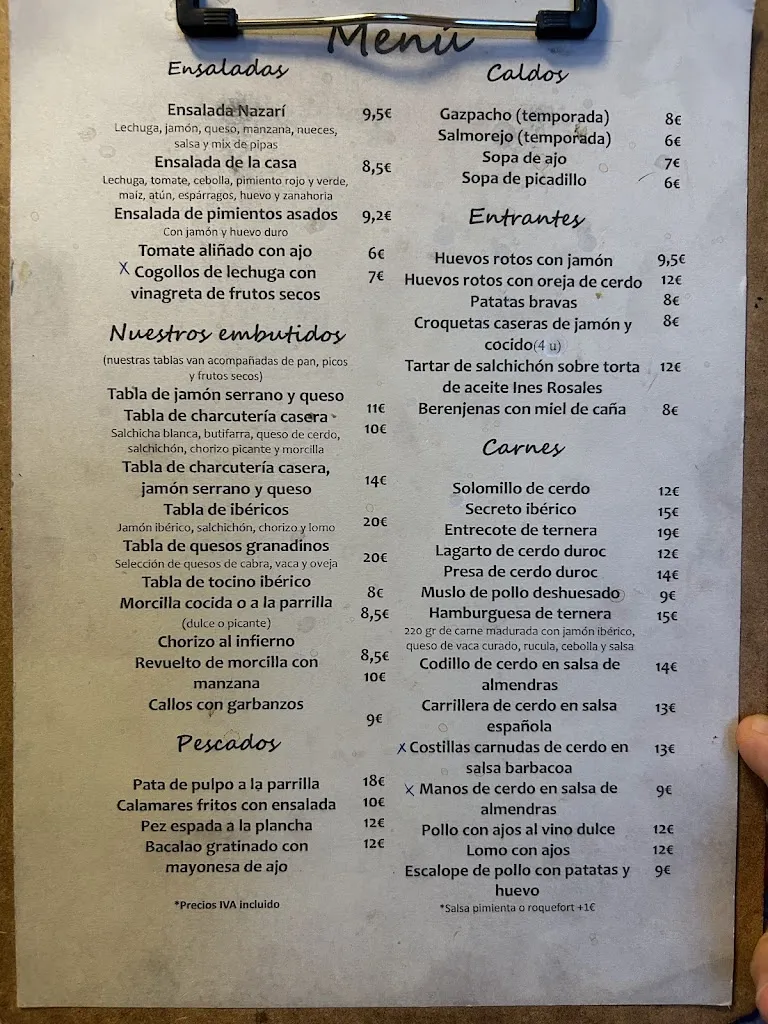 Menú
Ensaladas
Ensalada Nazarí 9,5€
Lechuga, jamón, queso, manzana, nueces,
salsa y mix de pipas
Ensalada de la casa 8,5€
Lechuga, tomate, cebolla, pimiento rojo y verde,
maíz, atún, espárragos, huevo y zanahoria
Ensalada de pimientos asados 9,2€
Con jamón y huevo duro
Tomate aliñado con ajo 6€
X Cogollos de lechuga con 7€
vinagreta de frutos secos
Nuestros embutidos
(nuestras tablas van acompañadas de pan, picos
y frutos secos)
Tabla de jamón serrano y queso
11€
Tabla de charcutería casera
10€
Salchicha blanca, butifarra, queso de cerdo,
salchichón, chorizo picante y morcilla
Tabla de charcutería casera,
14€
jamón serrano y queso
Tabla de ibéricos
20€
Jamón ibérico, salchichón, chorizo y lomo
Tabla de quesos granadinos
20€
Selección de quesos de cabra, vaca y oveja
Tabla de tocino ibérico
8€
Morcilla cocida o a la parrilla
8,5€
(dulce o picante)
Chorizo al infierno
8,5€
Revuelto de morcilla con
10€
manzana
Callos con garbanzos
9€
Pescados
Pata de pulpo a la parrilla 18€
Calamares fritos con ensalada 10€
Pez espada a la plancha 12€
Bacalao gratinado con 12€
mayonesa de ajo
*Precios IVA incluido
Caldos
Gazpacho (temporada) 8€
Salmorejo (temporada) 6€
Sopa de ajo 7€
Sopa de picadillo 6€
Entrantes
Huevos rotos con jamón 9,5€
Huevos rotos con oreja de cerdo 12€
Patatas bravas 8€
Croquetas caseras de jamón y 8€
cocido(4 u)
Tartar de salchichón sobre torta 12€
de aceite Ines Rosales
Berenjenas con miel de caña 8€
Carnes
Solomillo de cerdo 12€
Secreto ibérico 15€
Entrecote de ternera 19€
Lagarto de cerdo duroc 12€
Presa de cerdo duroc 14€
Muslo de pollo deshuesado 9€
Hamburguesa de ternera 15€
220 gr de carne madurada con jamón ibérico,
queso de vaca curado, rucula, cebolla y salsa
Codillo de cerdo en salsa de 14€
almendras
Carrillera de cerdo en salsa 13€
española
X Costillas carnudas de cerdo en 13€
salsa barbacoa
X Manos de cerdo en salsa de 9€
almendras
Pollo con ajos al vino dulce 12€
Lomo con ajos 12€
Escalope de pollo con patatas y 9€
huevo
*Salsa pimienta o roquefort +1€